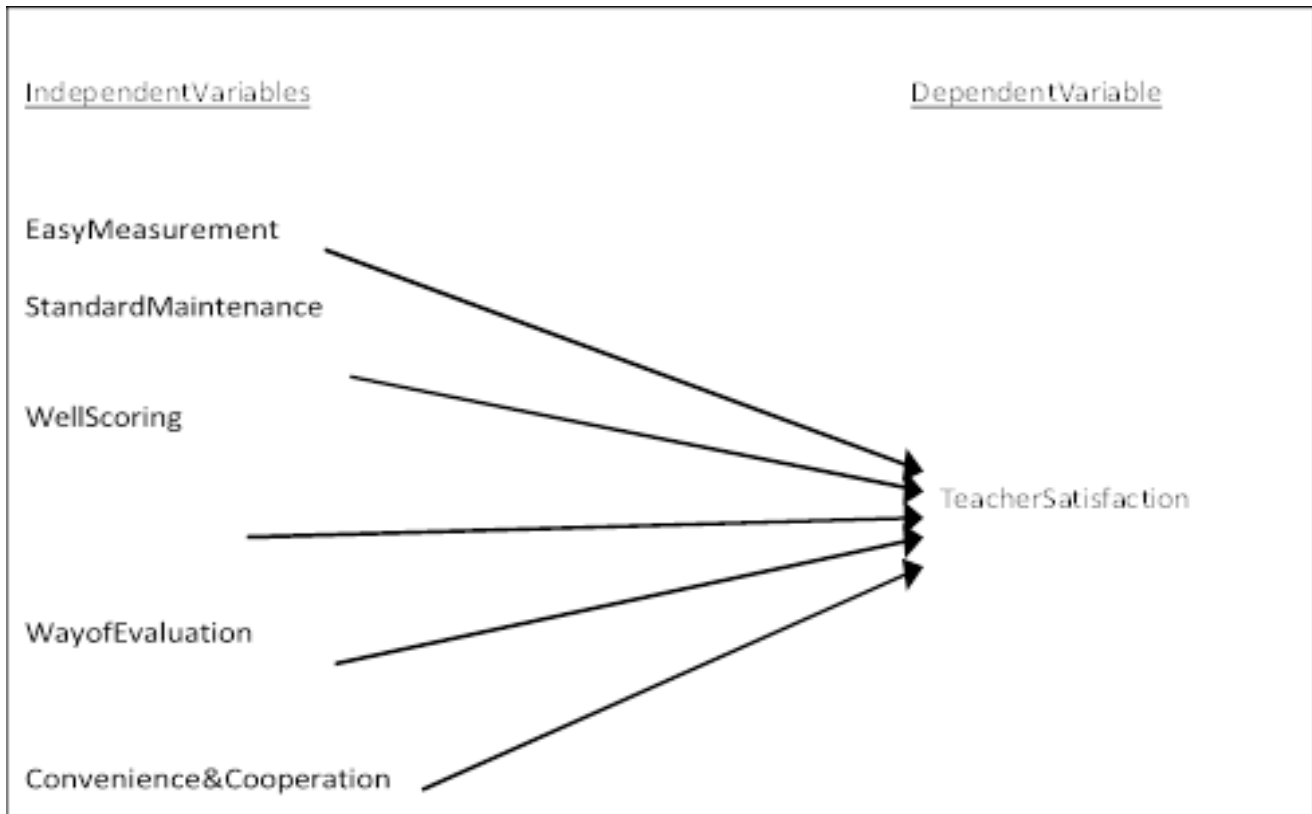 IndependentVariables DependentVariable
EasyMeasurement
StandardMaintenance
WellScoring
TeacherSatisfaction
WayofEvaluation
Convenience&Cooperation